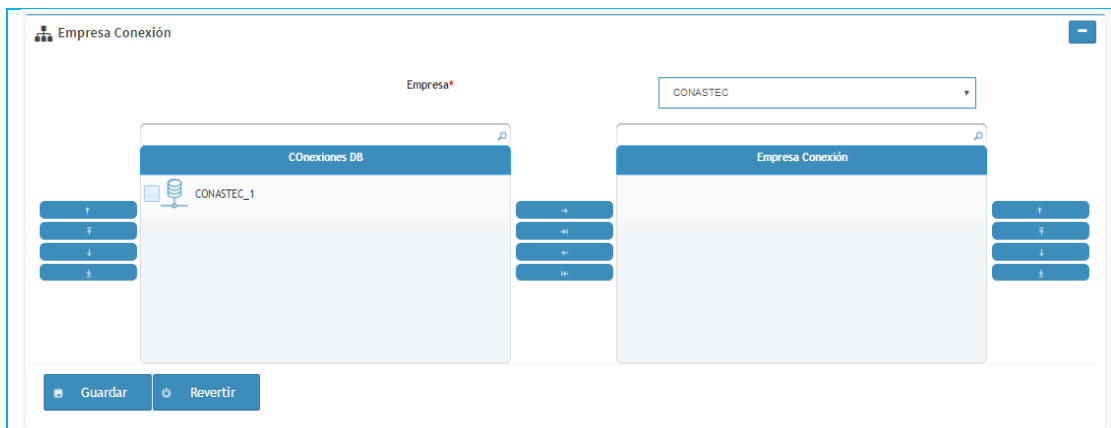 Empresa Conexión
Empresa*
CONASTEC
COnexiones DB
Empresa Conexión
CONASTEC_1
Guardar
Revertir